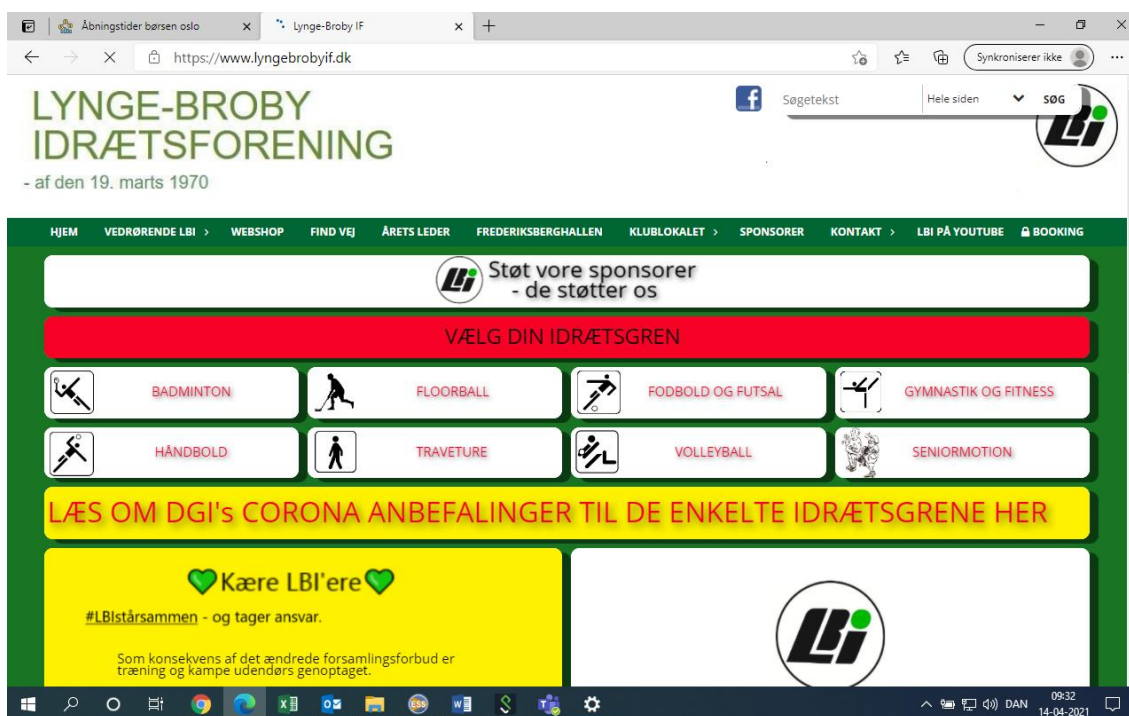 Åbningstider børsen oslo
Lynge-Broby IF
https://www.lyngebrobyif.dk
Synkroniserer ikke
LYNGE-BROBY
IDRÆTSFORENING
- af den 19. marts 1970
Søgetekst
Hele siden
SØG
LBi
HJEM
VEDRØRENDE LBI >
WEBSHOP
FIND VEJ
ÅRETS LEDER
FREDERIKSBERGHALLEN
KLUBLOKALET >
SPONSORER
KONTAKT >
LBI PÅ YOUTUBE
BOOKING
LBi
Støt vore sponsorer
- de støtter os
VÆLG DIN IDRÆTSGREN
BADMINTON
FLOORBALL
FODBOLD OG FUTSAL
GYMNASTIK OG FITNESS
HÅNDBOLD
TRAVETURE
VOLLEYBALL
SENIORMOTION
LÆS OM DGI's CORONA ANBEFALINGER TIL DE ENKELTE IDRÆTSGRENE HER
Kære LBI'ere
#LBIstårsammen - og tager ansvar.
Som konsekvens af det ændrede forsamlingsforbud er
træning og kampe udendørs genoptaget.
LBi
ESS
DAN
09:32
14-04-2021